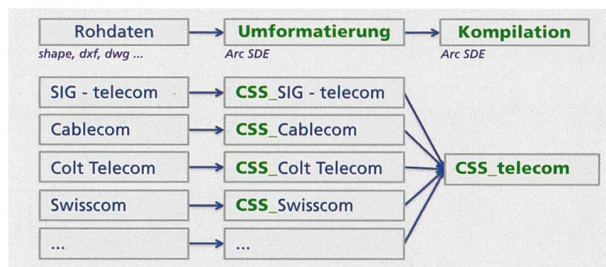 Rohdaten Umformatierung Kompilation
shape, dxf, dwg ... Arc SDE Arc SDE
SIG - telecom CSS_SIG - telecom
Cablecom CSS_Cablecom
Colt Telecom CSS_Colt Telecom CSS_telecom
Swisscom CSS_Swisscom
... ...